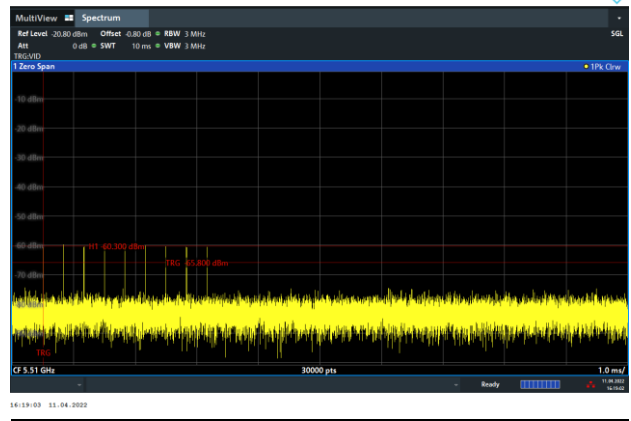 MultiView Spectrum
Ref Level -20.80 dBm Offset -0.80 dB RBW 3 MHz SGL
Att 0 dB SWT 10 ms VBW 3 MHz
TRG:VID
1 Zero Span 1Pk Clrw
-10 dBm
-20 dBm
-30 dBm
-40 dBm
-50 dBm
-60 dBm
H1 -60.300 dBm
TRG -65.800 dBm
-70 dBm
TRG
CF 5.51 GHz 30000 pts 1.0 ms/
Ready 11.04.2022
16:19:02
16:19:03 11.04.2022